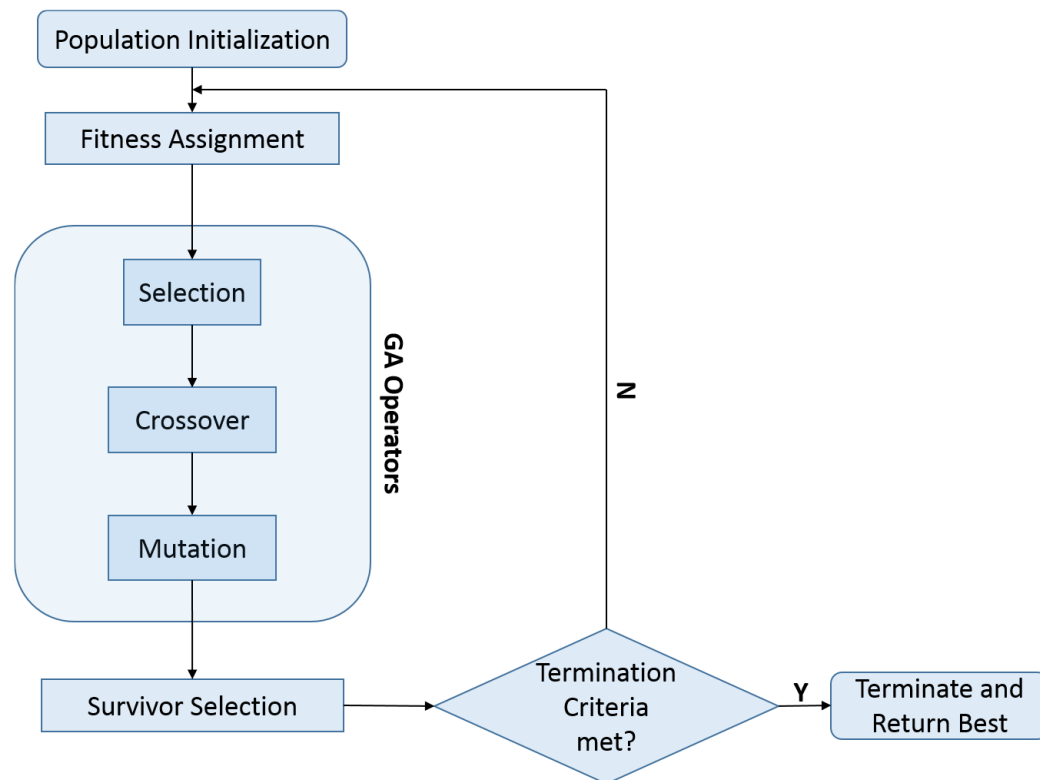 Population Initialization
Fitness Assignment
Selection
Crossover
Mutation
GA Operators
Survivor Selection
Termination
Criteria
met?
N
Y
Terminate and
Return Best